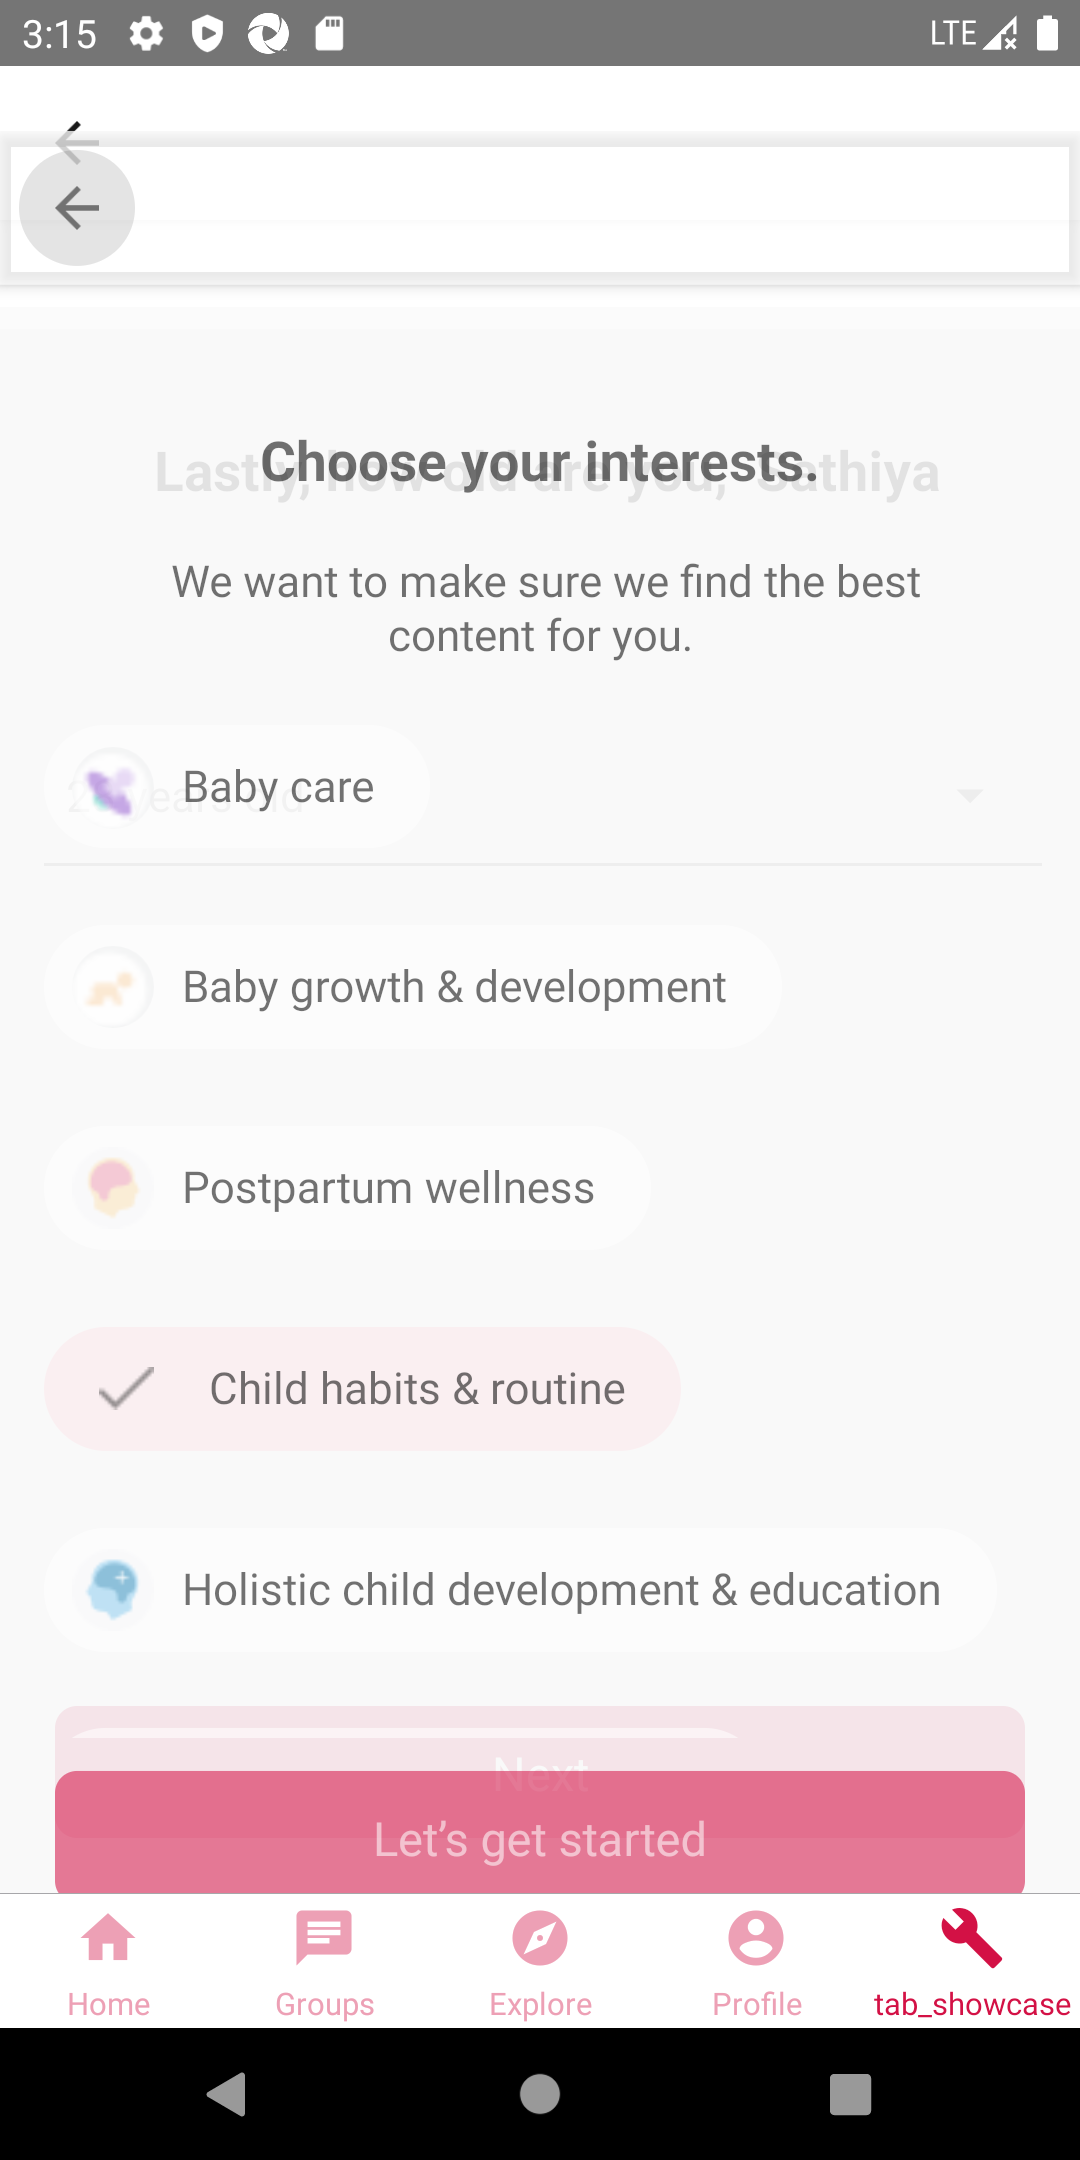 3:15
LTE
Lastly, how old are you, Sathiya
Choose your interests.
We want to make sure we find the best
content for you.
Baby care
years old
Baby growth & development
Postpartum wellness
Child habits & routine
Holistic child development & education
Next
Let's get started
Home
Groups
Explore
Profile
tab_showcase